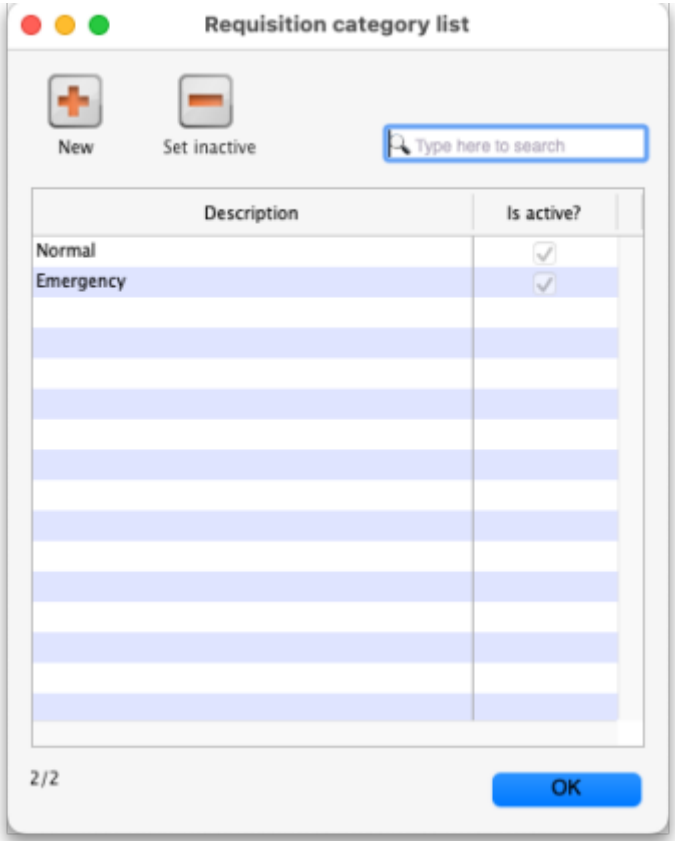 Requisition category list
New
Set inactive
Type here to search
Description
Is active?
Normal
Emergency
2/2
OK